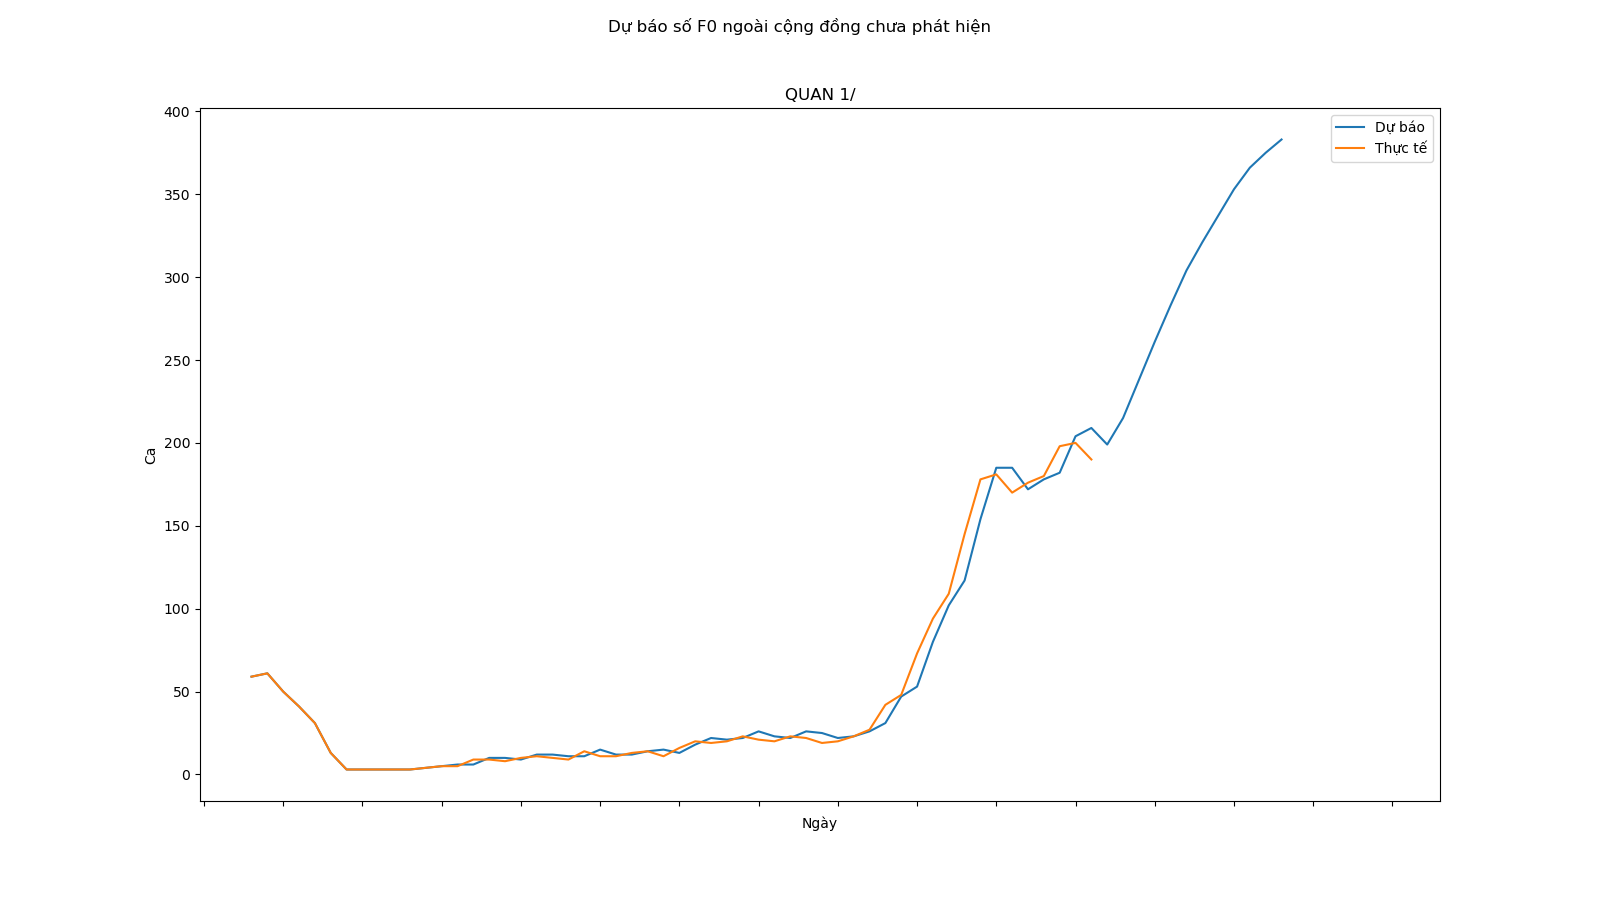 Dự báo số F0 ngoài cộng đồng chưa phát hiện
QUAN 1/
400
350
300
250
200
150
100
50
0
Ca
Ngày
Dự báo
Thực tế